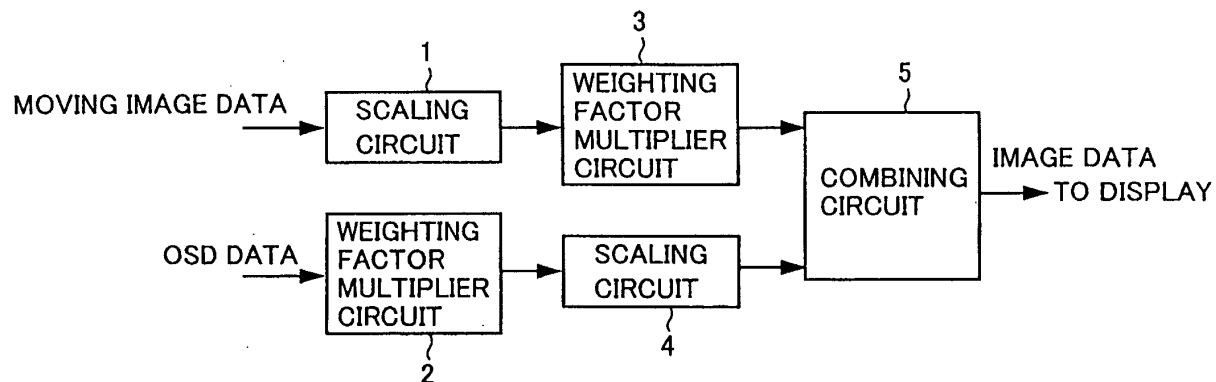 1
3
5
MOVING IMAGE DATA
SCALING
CIRCUIT
WEIGHTING
FACTOR
MULTIPLIER
CIRCUIT
COMBINING
CIRCUIT
IMAGE DATA
TO DISPLAY
OSD DATA
WEIGHTING
FACTOR
MULTIPLIER
CIRCUIT
SCALING
CIRCUIT
2
4